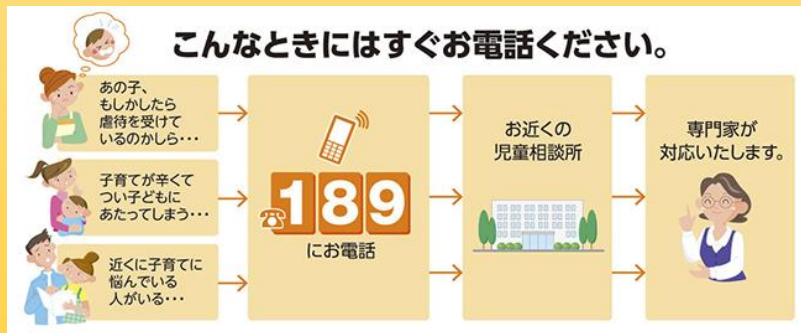 こんなときにはすぐお電話ください。
あの子、
もしかしたら
虐待を受けて
いるのかしら・・・
子育てが辛くて
つい子どもに
あたってしまう・・・
近くに子育てに
悩んでいる
人がいる・・・
189
にお電話
お近くの
児童相談所
専門家が
対応いたします。